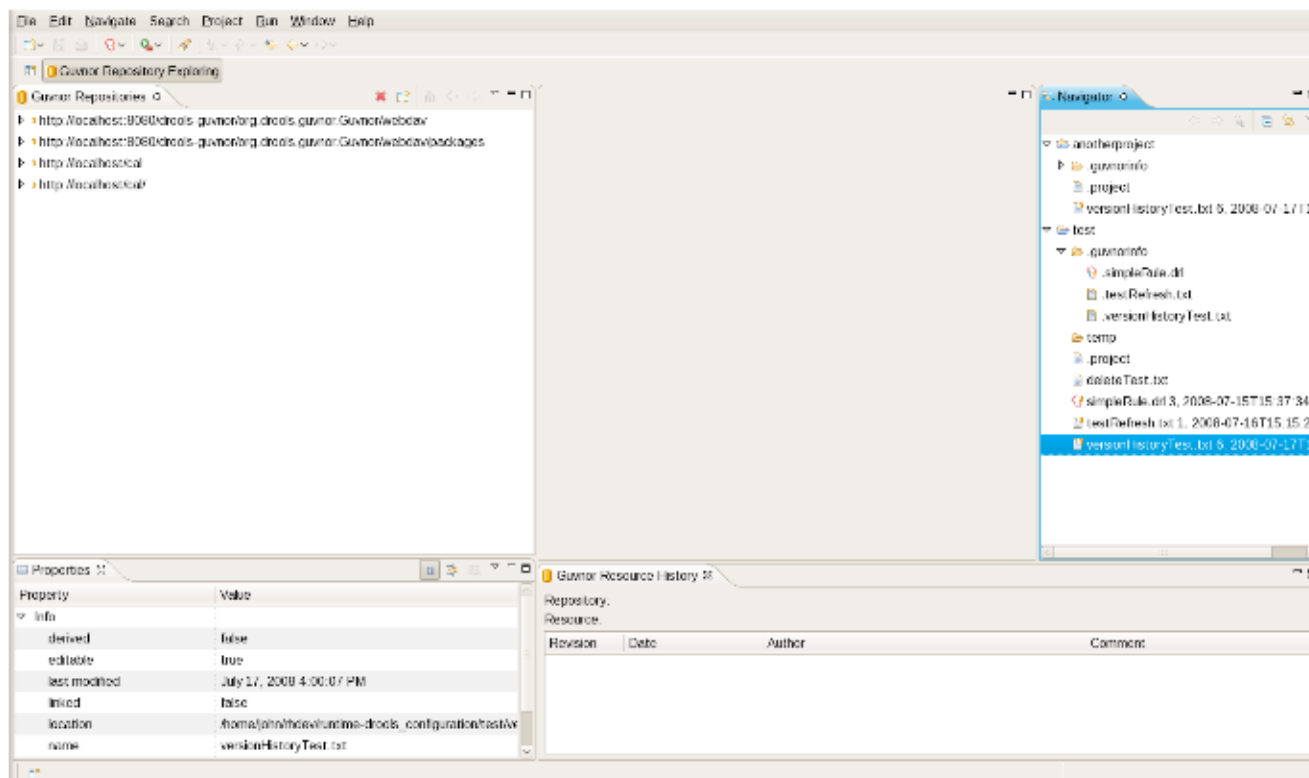 File Edit Navigate Search Project Run Window Help
Guvnor Repository Exploring
Guvnor Repositories
http://localhost:8080/drools-guvnor/org.drools.guvnor.Guvnor/webdav
http://localhost:8080/drools-guvnor/org.drools.guvnor.Guvnor/webdav/packages
http://localhost/cal
http://localhost/cal/
Navigator
anotherproject
.guvnorinfo
.project
versionHistoryTest.txt 6, 2008-07-17T1
test
.guvnorinfo
.simpleRule.drl
.testRefresh.txt
.versionHistoryTest.txt
temp
.project
deleteTest.txt
simpleRule.drl 3, 2008-07-15T15:37:34
testRefresh.txt 1, 2008-07-16T15:15:2
versionHistoryTest.txt 6, 2008-07-17T1
Properties
Property Value
Info
derived false
editable true
last modified July 17, 2008 4:00:07 PM
linked false
location /home/john/rhdev/runtime-drools_configuration/test/ve
name versionHistoryTest.txt
Guvnor Resource History
Repository:
Resource:
Revision Date Author Comment